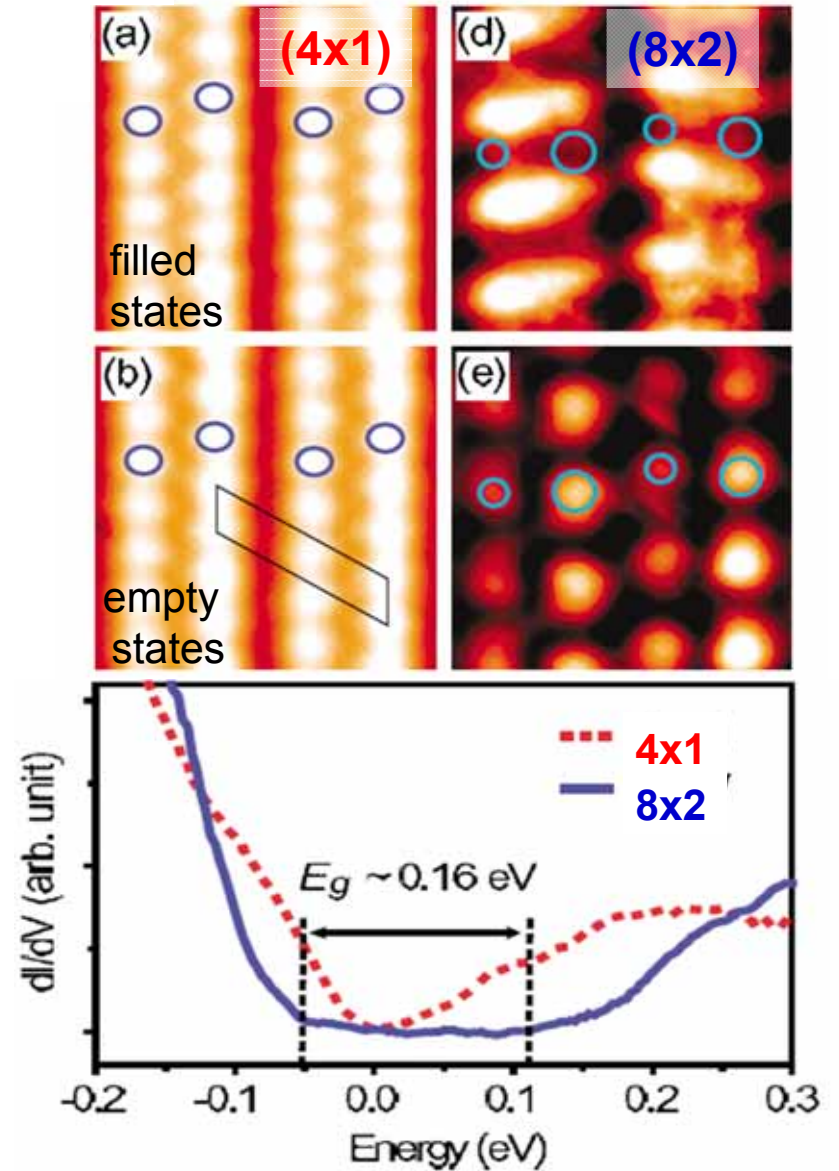 (a)
(4x1)
(d)
(8x2)
filled
states
(b)
(e)
empty
states
dI/dV (arb. unit)
4x1
8x2
Eg ~0.16 eV
-0.2
-0.1
0.0
0.1
0.2
0.3
Energy (eV)